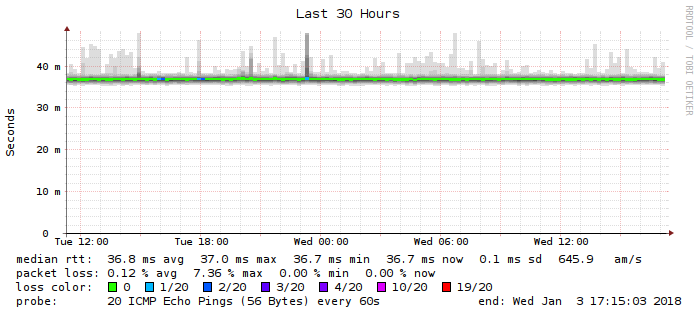 Last 30 Hours
RRDTOOL / TOBI OETIKER
Seconds
40 m
30 m
20 m
10 m
0
Tue 12:00 Tue 18:00 Wed 00:00 Wed 06:00 Wed 12:00
median rtt: 36.8 ms avg 37.0 ms max 36.7 ms min 36.7 ms now 0.1 ms sd 645.9 am/s
packet loss: 0.12 % avg 7.36 % max 0.00 % min 0.00 % now
loss color: 0 1/20 2/20 3/20 4/20 10/20 19/20
probe: 20 ICMP Echo Pings (56 Bytes) every 60s end: Wed Jan 3 17:15:03 2018